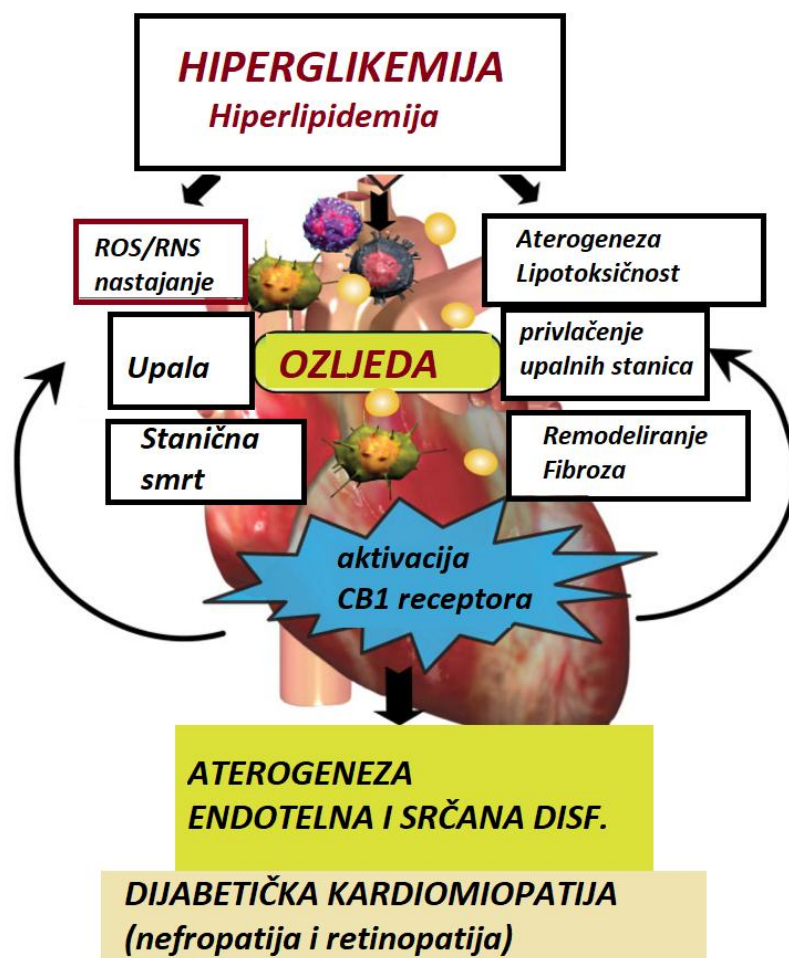 HIPERGLIKEMIJA
Hiperlipidemija
ROS/RNS
nastajanje
Aterogeneza
Lipotoksičnost
Upala
OZLJEDA
privlačenje
upalnih stanica
Stanična
smrt
Remodeliranje
Fibroza
aktivacija
CB1 receptora
ATEROGENEZA
ENDOTELNA I SRČANA DISF.
DIJABETIČKA KARDIOMIOPATIJA
(nefropatija i retinopatija)